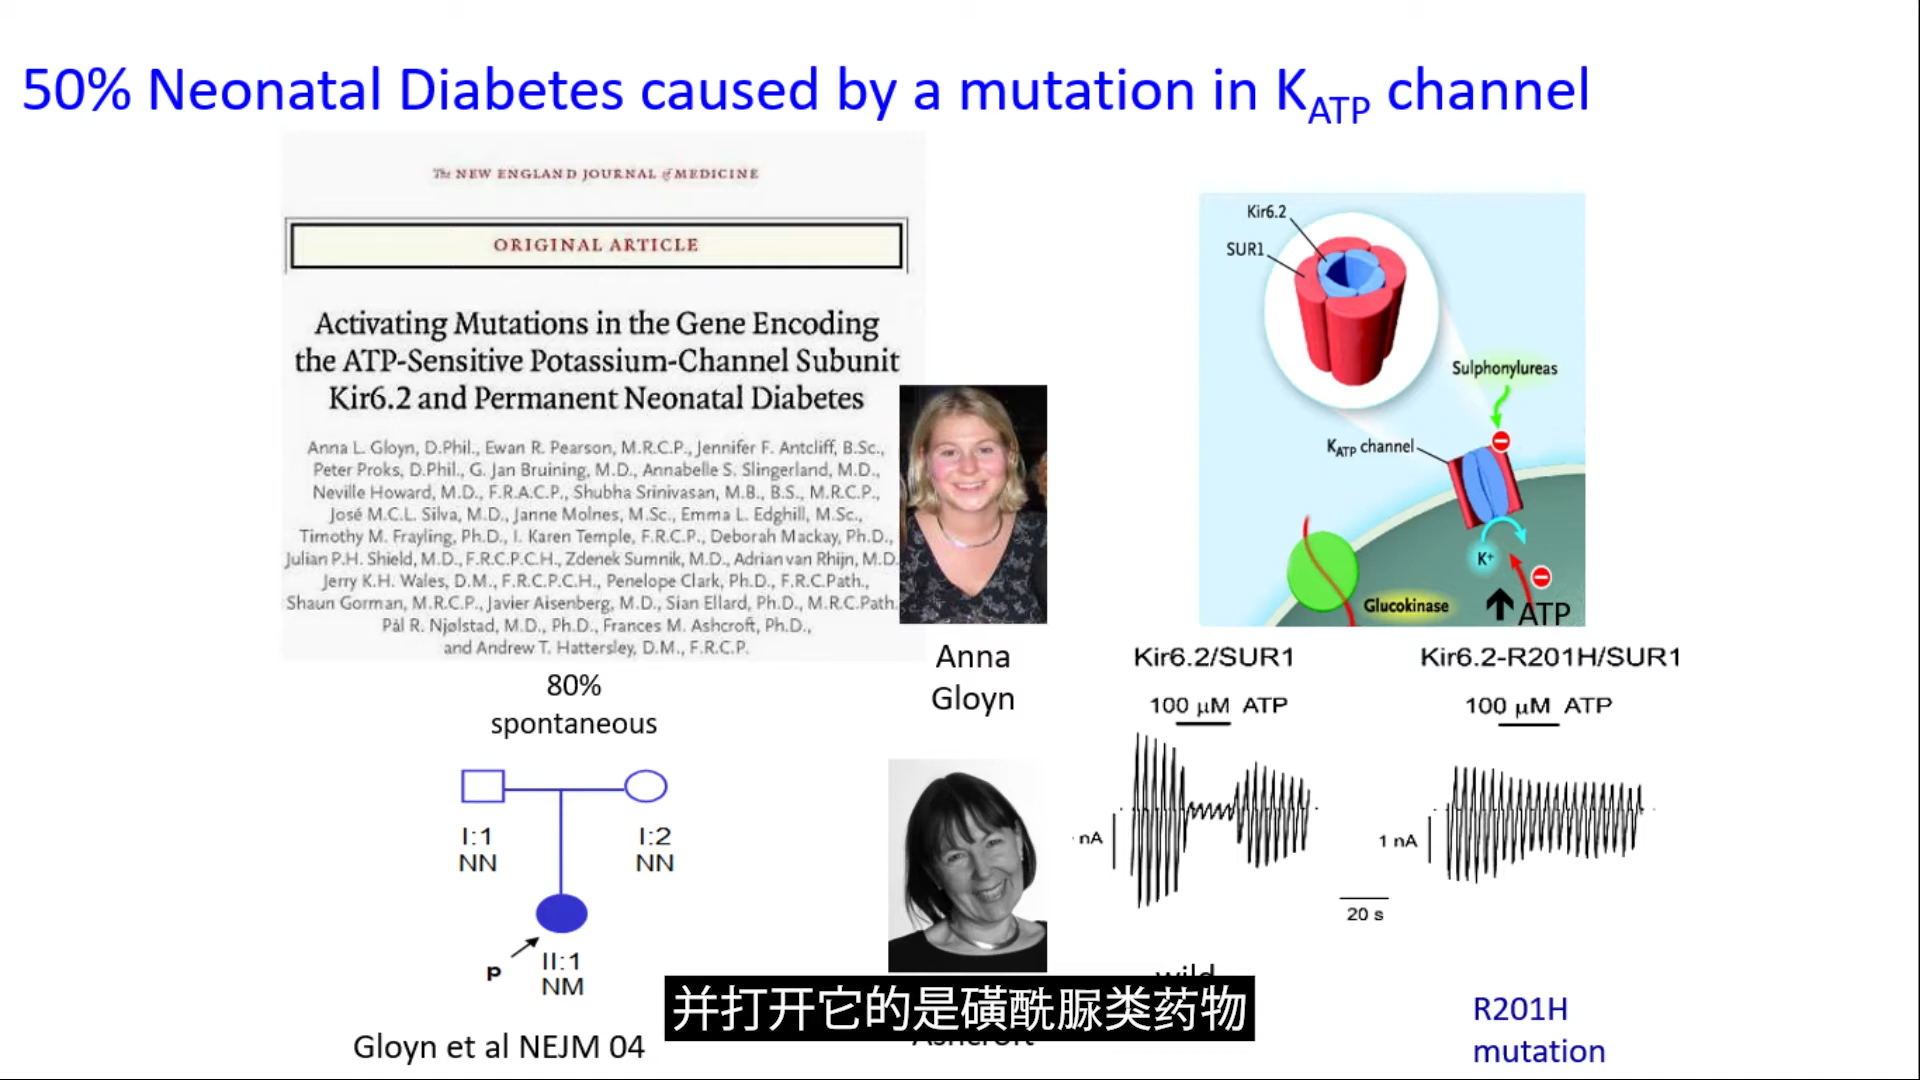 50% Neonatal Diabetes caused by a mutation in KATP channel
The NEW ENGLAND JOURNAL of MEDICINE
ORIGINAL ARTICLE
Activating Mutations in the Gene Encoding
the ATP-Sensitive Potassium-Channel Subunit
Kir6.2 and Permanent Neonatal Diabetes
Anna L. Gloyn, D.Phil., Ewan R. Pearson, M.R.C.P., Jennifer F. Antcliff, B.Sc.,
Peter Proks, D.Phil., G. Jan Bruining, M.D., Annabelle S. Slingerland, M.D.,
Neville Howard, M.D., F.R.A.C.P., Shubha Srinivasan, M.B., B.S., M.R.C.P.,
José M.C.L. Silva, M.D., Janne Molnes, M.Sc., Emma L. Edghill, M.Sc.,
Timothy M. Frayling, Ph.D., I. Karen Temple, F.R.C.P., Deborah Mackay, Ph.D.,
Julian P.H. Shield, M.D., F.R.C.P.C.H., Zdenek Sumnik, M.D., Adrian van Rhijn, M.D.
Jerry K.H. Wales, D.M., F.R.C.P.C.H., Penelope Clark, Ph.D., F.R.C.Path.,
Shaun Gorman, M.R.C.P., Javier Aisenberg, M.D., Sian Ellard, Ph.D., M.R.C.Path.
Pål R. Njølstad, M.D., Ph.D., Frances M. Ashcroft, Ph.D.,
and Andrew T. Hattersley, D.M., F.R.C.P.
80%
spontaneous
I:1
NN
I:2
NN
P
II:1
NM
Gloyn et al NEJM 04
Anna
Gloyn
Ashcroft
Kir6.2
SUR1
Sulphonylureas
KATP channel
K+
Glucokinase
ATP
Kir6.2/SUR1
100 µM ATP
nA
wild
Kir6.2-R201H/SUR1
100 µM ATP
1 nA
20 s
R201H
mutation
并打开它的是磺酰脲类药物